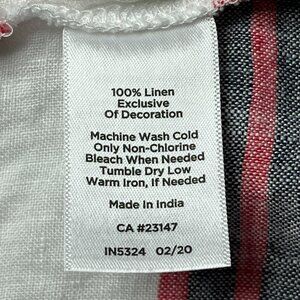 100% Linen
Exclusive
Of Decoration
Machine Wash Cold
Only Non-Chlorine
Bleach When Needed
Tumble Dry Low
Warm Iron, If Needed
Made In India
CA #23147
IN5324 02/20